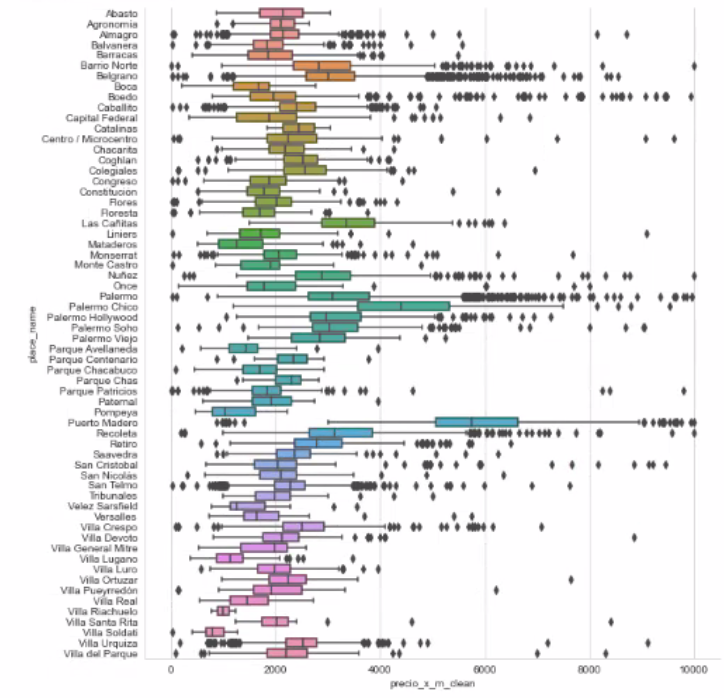 Abasto
Agronomía
Almagro
Balvanera
Barracas
Barrio Norte
Belgrano
Boca
Boedo
Caballito
Capital Federal
Catalinas
Centro / Microcentro
Chacarita
Coghlan
Colegiales
Congreso
Constitución
Flores
Floresta
Las Cañitas
Liniers
Mataderos
Monserrat
Monte Castro
Nuñez
Once
Palermo
Palermo Chico
Palermo Hollywood
Palermo Soho
Palermo Viejo
Parque Avellaneda
Parque Centenario
Parque Chacabuco
Parque Chas
Parque Patricios
Paternal
Pompeya
Puerto Madero
Recoleta
Retiro
Saavedra
San Cristobal
San Nicolás
San Telmo
Tribunales
Velez Sarsfield
Versalles
Villa Crespo
Villa Devoto
Villa General Mitre
Villa Lugano
Villa Luro
Villa Ortuzar
Villa Pueyrredón
Villa Real
Villa Riachuelo
Villa Santa Rita
Villa Soldati
Villa Urquiza
Villa del Parque
place_name
0 2000 4000 6000 8000 10000
precio_x_m_clean